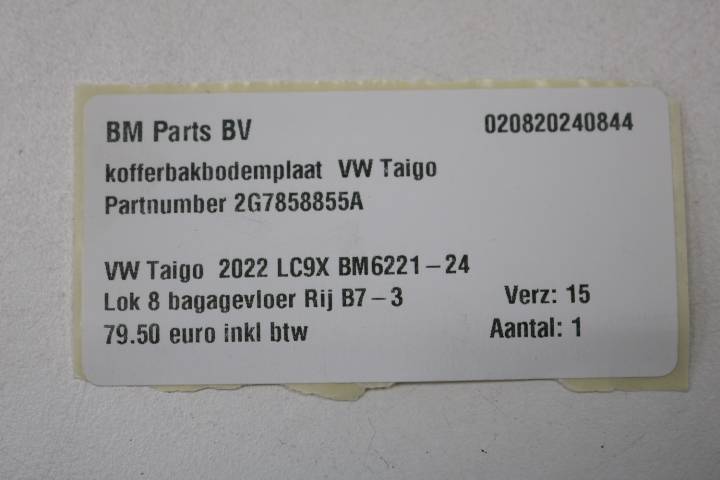 BM Parts BV 020820240844
kofferbakbodemplaat VW Taigo
Partnumber 2G7858855A
VW Taigo 2022 LC9X BM6221-24
Lok 8 bagagevloer Rij B7-3 Verz: 15
79.50 euro inkl btw Aantal: 1